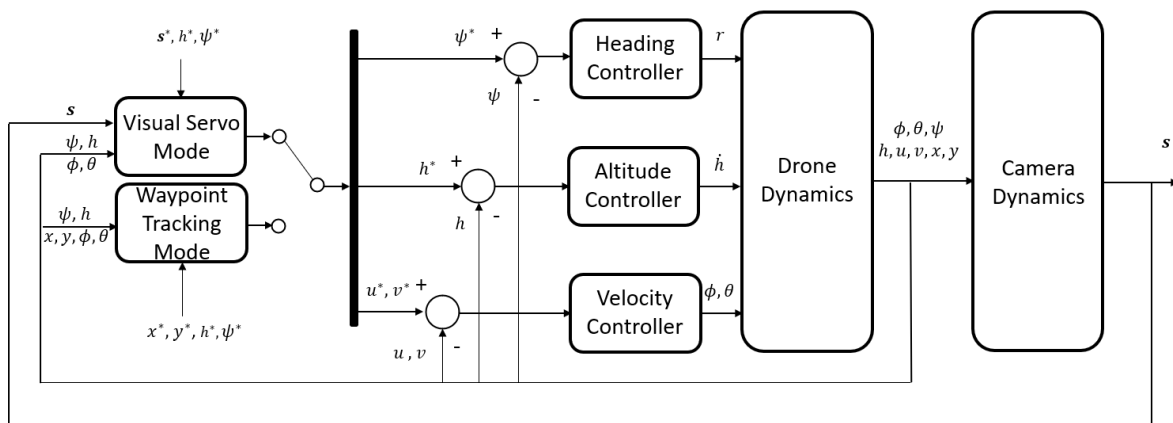 s*, h*, ψ*
s
Visual Servo
Mode
ψ, h
ϕ, θ
Waypoint
Tracking
Mode
ψ, h
x, y, ϕ, θ
x*, y*, h*, ψ*
ψ*
+
ψ
-
Heading
Controller
r
h*
+
h
-
Altitude
Controller
ḣ
u*, v*
+
u, v
-
Velocity
Controller
ϕ, θ
Drone
Dynamics
ϕ, θ, ψ
h, u, v, x, y
Camera
Dynamics
s